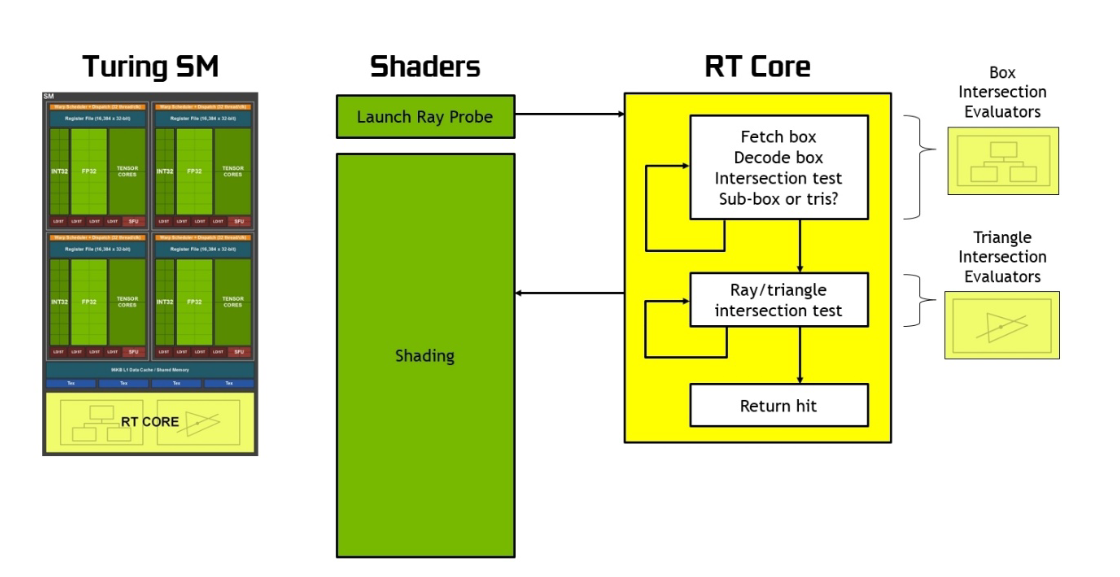 Turing SM
SM
Warp Scheduler + Dispatch (32 thread/clk)
Warp Scheduler + Dispatch (32 thread/clk)
Register File (16,384 x 32-bit)
Register File (16,384 x 32-bit)
INT32
FP32
TENSOR
CORES
INT32
FP32
TENSOR
CORES
LD/ST
LD/ST
LD/ST
LD/ST
SFU
LD/ST
LD/ST
LD/ST
LD/ST
SFU
Warp Scheduler + Dispatch (32 thread/clk)
Warp Scheduler + Dispatch (32 thread/clk)
Register File (16,384 x 32-bit)
Register File (16,384 x 32-bit)
INT32
FP32
TENSOR
CORES
INT32
FP32
TENSOR
CORES
LD/ST
LD/ST
LD/ST
LD/ST
SFU
LD/ST
LD/ST
LD/ST
LD/ST
SFU
L1 Data Cache / Shared Memory
Tex
Tex
Tex
Tex
RT CORE
Shaders
Launch Ray Probe
Shading
RT Core
Fetch box
Decode box
Intersection test
Sub-box or tris?
Ray/triangle
intersection test
Return hit
Box
Intersection
Evaluators
Triangle
Intersection
Evaluators